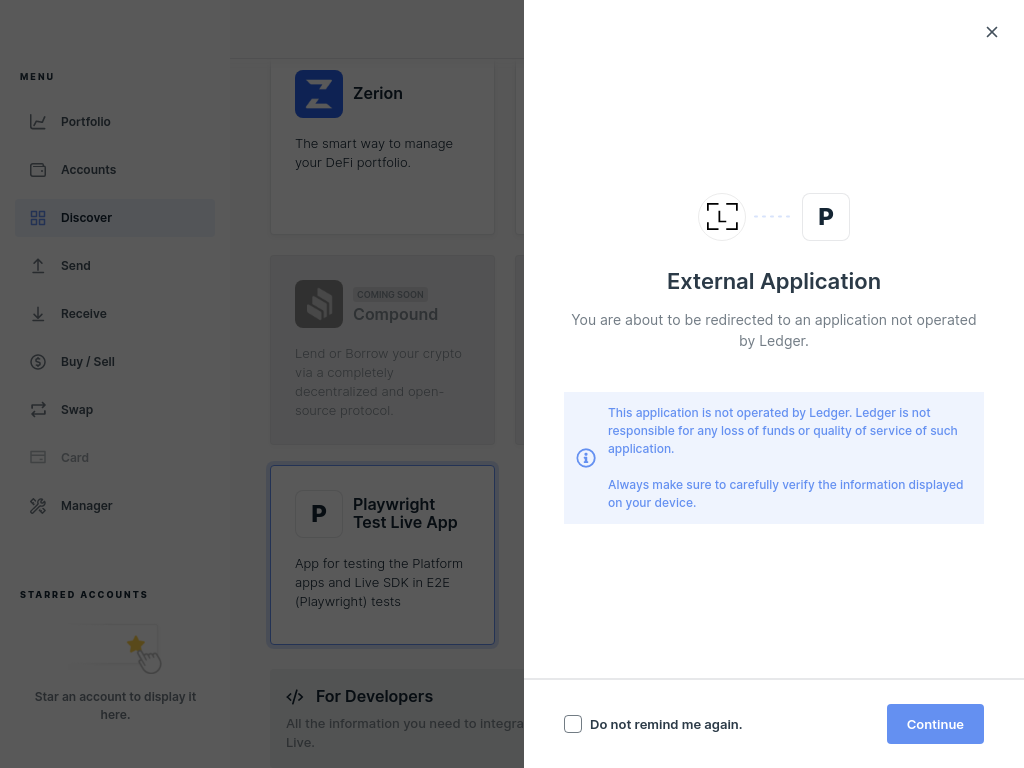 MENU
Portfolio
Accounts
Discover
Send
Receive
Buy / Sell
Swap
Card
Manager
STARRED ACCOUNTS
Star an account to display it
here.
Zerion
The smart way to manage
your DeFi portfolio.
COMING SOON
Compound
Lend or Borrow your crypto
via a completely
decentralized and open-
source protocol.
P
Playwright
Test Live App
App for testing the Platform
apps and Live SDK in E2E
(Playwright) tests
For Developers
All the information you need to integra
Live.
L
P
External Application
You are about to be redirected to an application not operated
by Ledger.
This application is not operated by Ledger. Ledger is not
responsible for any loss of funds or quality of service of such
application.
Always make sure to carefully verify the information displayed
on your device.
Do not remind me again.
Continue